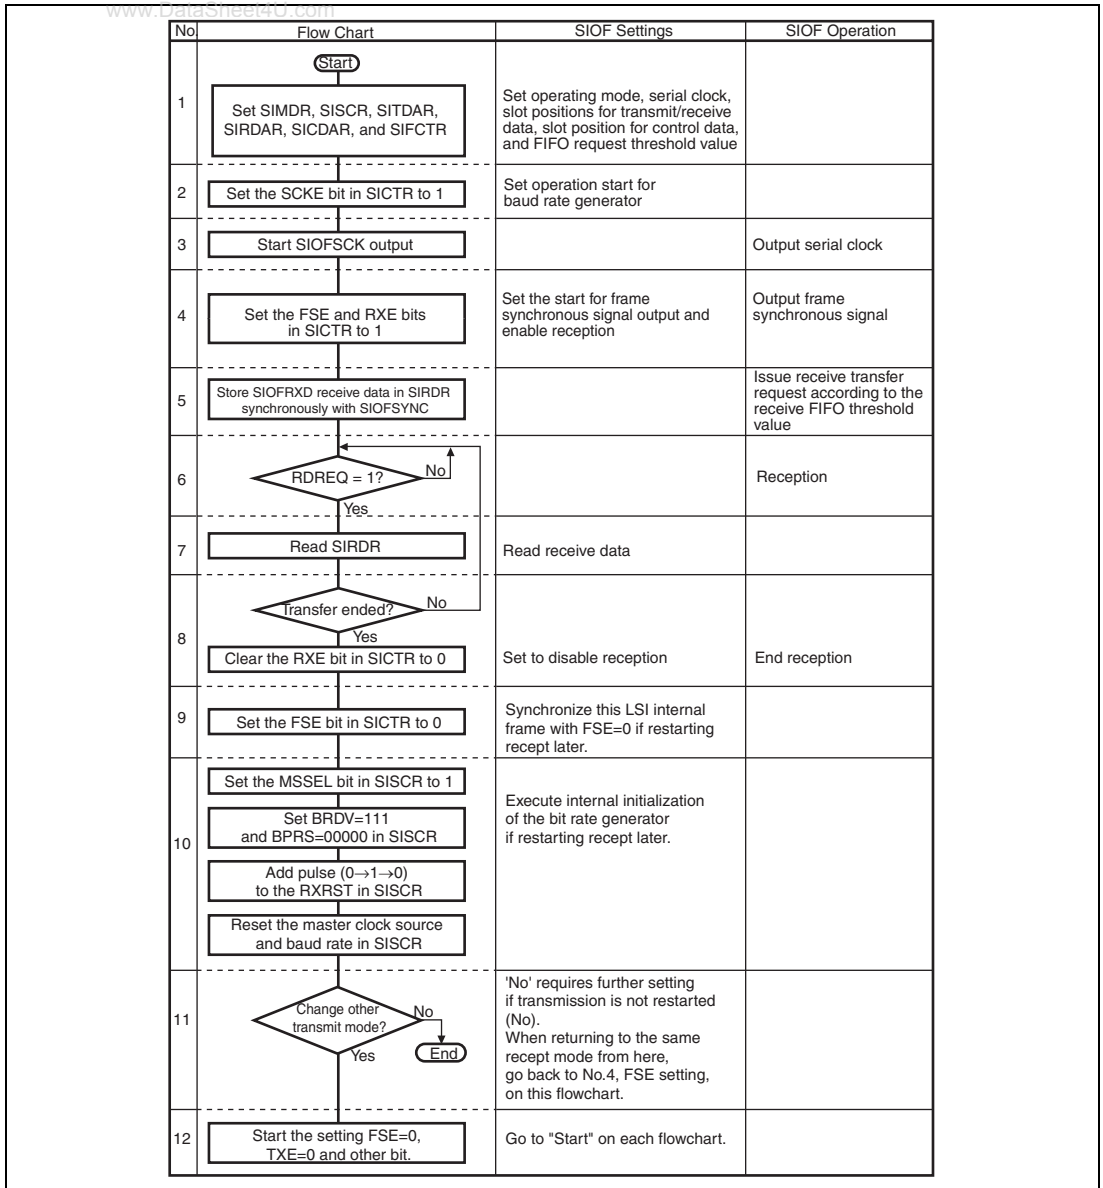 www.DataSheet4U.com
No. Flow Chart SIOF Settings SIOF Operation
Start
1
Set SIMDR, SISCR, SITDAR,
SIRDAR, SICDAR, and SIFCTR
Set operating mode, serial clock,
slot positions for transmit/receive
data, slot position for control data,
and FIFO request threshold value
2
Set the SCKE bit in SICTR to 1
Set operation start for
baud rate generator
3
Start SIOFSCK output
Output serial clock
4
Set the FSE and RXE bits
in SICTR to 1
Set the start for frame
synchronous signal output and
enable reception
Output frame
synchronous signal
5
Store SIOFRXD receive data in SIRDR
synchronously with SIOFSYNC
Issue receive transfer
request according to the
receive FIFO threshold
value
6
RDREQ = 1?
No
Yes
Reception
7
Read SIRDR
Read receive data
8
Transfer ended?
No
Yes
Clear the RXE bit in SICTR to 0
Set to disable reception
End reception
9
Set the FSE bit in SICTR to 0
Synchronize this LSI internal
frame with FSE=0 if restarting
recept later.
10
Set the MSSEL bit in SISCR to 1
Set BRDV=111
and BPRS=00000 in SISCR
Add pulse (0→1→0)
to the RXRST in SISCR
Reset the master clock source
and baud rate in SISCR
Execute internal initialization
of the bit rate generator
if restarting recept later.
11
Change other
transmit mode?
No
End
Yes
'No' requires further setting
if transmission is not restarted
(No).
When returning to the same
recept mode from here,
go back to No.4, FSE setting,
on this flowchart.
12
Start the setting FSE=0,
TXE=0 and other bit.
Go to "Start" on each flowchart.